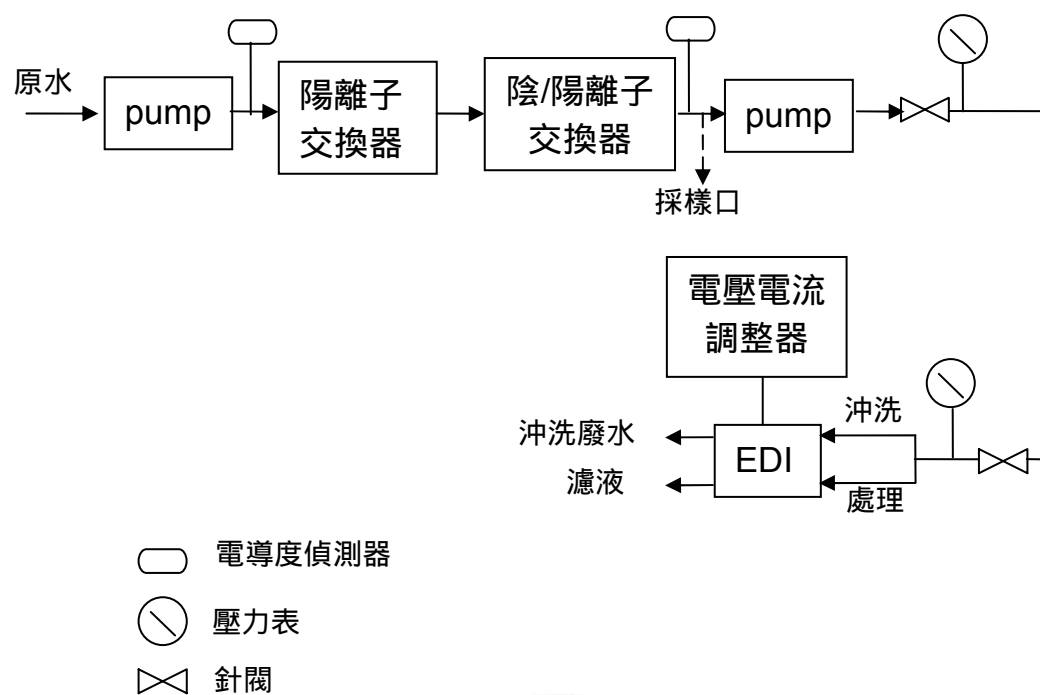 原水
pump
陽離子
交換器
陰/陽離子
交換器
pump
採樣口
電壓電流
調整器
沖洗
沖洗廢水
EDI
濾液
處理
電導度偵測器
壓力表
針閥